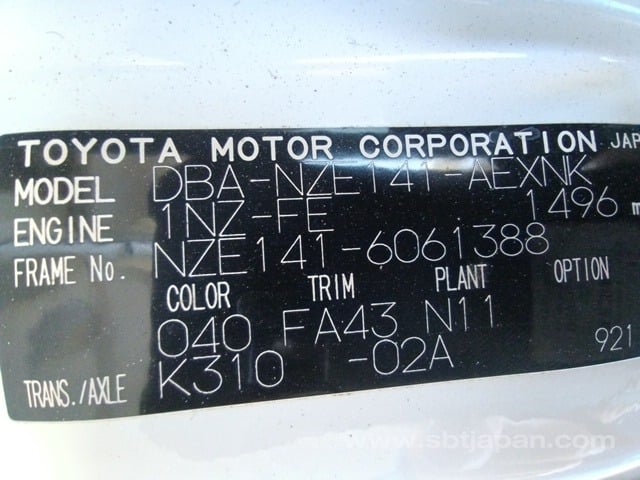 TOYOTA MOTOR CORPORATION JAP
MODEL DBA-NZE141-AEXNK
ENGINE 1NZ-FE 1496 m
FRAME No. NZE141-6061388
COLOR TRIM PLANT OPTION
040 FA43 N11
TRANS./AXLE K310 -02A 921
www.sbtjapan.com